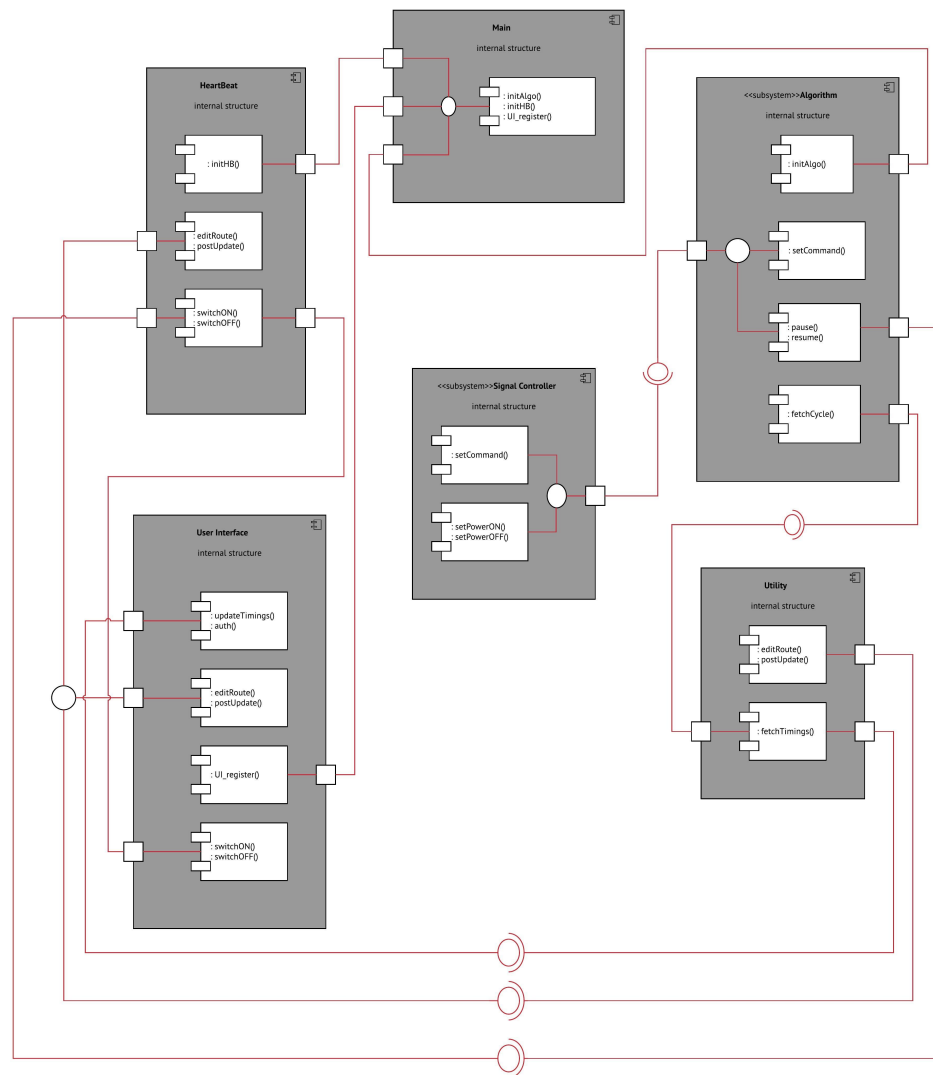 Main
internal structure
: initAlgo()
: initHB()
: UI_register()
HeartBeat
internal structure
: initHB()
: editRoute()
: postUpdate()
: switchON()
: switchOFF()
<<subsystem>>Algorithm
internal structure
: initAlgo()
: setCommand()
: pause()
: resume()
: fetchCycle()
<<subsystem>>Signal Controller
internal structure
: setCommand()
: setPowerON()
: setPowerOFF()
User Interface
internal structure
: updateTimings()
: auth()
: editRoute()
: postUpdate()
: UI_register()
: switchON()
: switchOFF()
Utility
internal structure
: editRoute()
: postUpdate()
: fetchTimings()